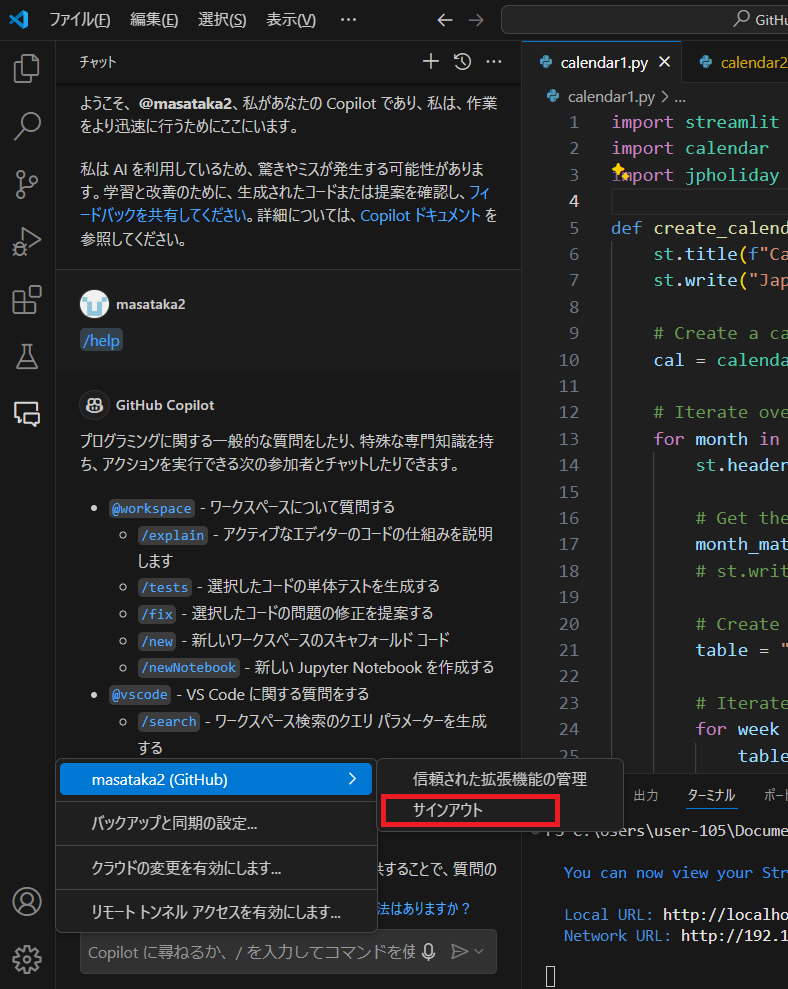 ファイル(F) 編集(E) 選択(S) 表示(V) ...
GitHu
チャット
ようこそ、@masataka2、私があなたの Copilot であり、私は、作業
をより迅速に行うためにここにいます。
私は AI を利用しているため、驚きやミスが発生する可能性がありま
す。学習と改善のために、生成されたコードまたは提案を確認し、フィ
ードバックを共有してください。詳細については、Copilot ドキュメント を
参照してください。
masataka2
/help
GitHub Copilot
プログラミングに関する一般的な質問をしたり、特殊な専門知識を持
ち、アクションを実行できる次の参加者とチャットしたりできます。
@workspace - ワークスペースについて質問する
/explain - アクティブなエディターのコードの仕組みを説明
します
/tests - 選択したコードの単体テストを生成する
/fix - 選択したコードの問題の修正を提案する
/new - 新しいワークスペースのスキャフォールド コード
/newNotebook - 新しい Jupyter Notebook を作成する
@vscode - VS Code に関する質問をする
/search - ワークスペース検索のクエリ パラメーターを生成
する
masataka2 (GitHub)
バックアップと同期の設定...
クラウドの変更を有効にします...
リモート トンネル アクセスを有効にします...
信頼された拡張機能の管理
サインアウト
供することで、質問の
法はありますか？
Copilot に尋ねるか、/ を入力してコマンドを使
calendar1.py
calendar2
calendar1.py > ...
1 import streamlit
2 import calendar
3 import jpholiday
4
5 def create_calend
6 st.title(f"Ca
7 st.write("Jap
8
9 # Create a ca
10 cal = calenda
11
12 # Iterate ove
13 for month in
14 st.header
15
16 # Get the
17 month_mat
18 # st.writ
19
20 # Create
21 table = "
22
23 # Iterate
24 for week
25 table
出力 ターミナル ポート
PS C:\Users\user-105\Docume
You can now view your Str
Local URL: http://localho
Network URL: http://192.1